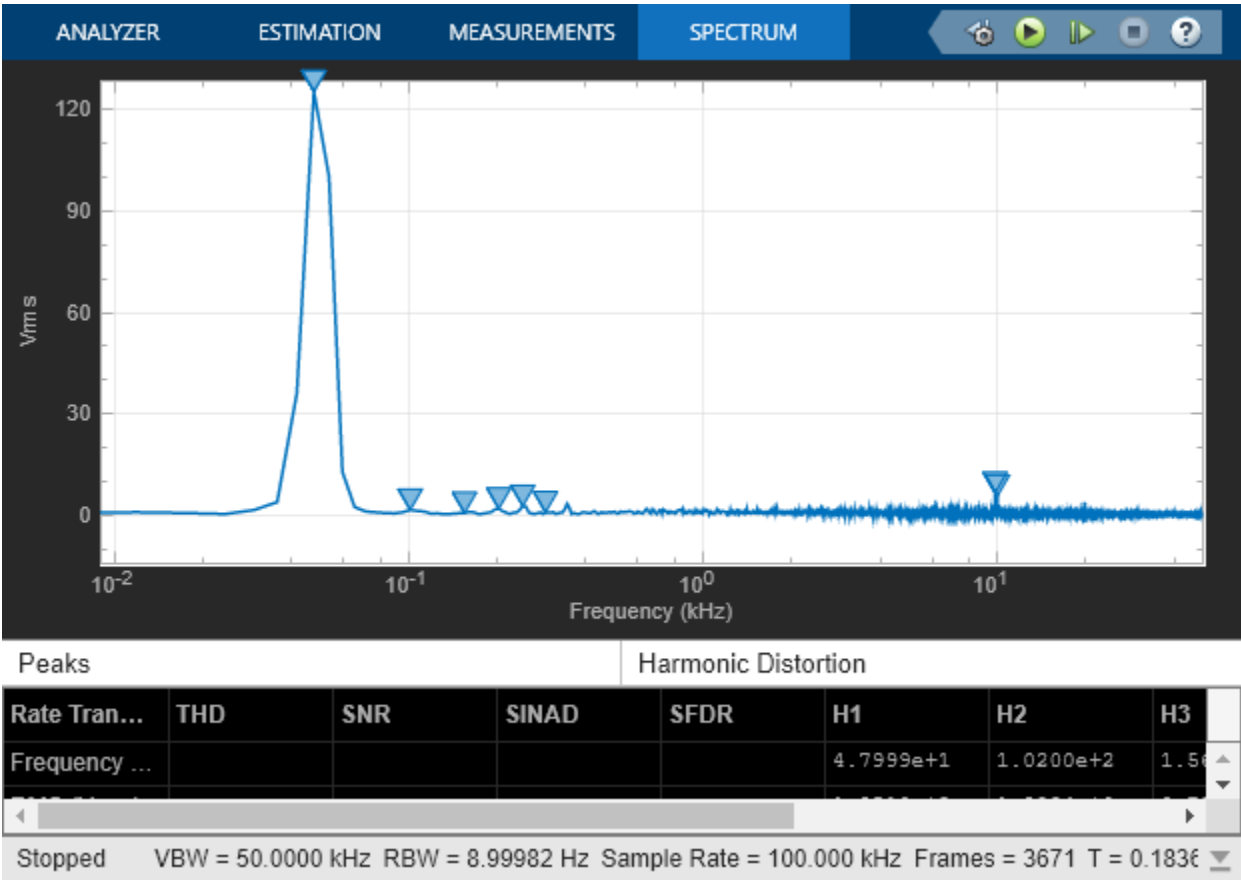 ANALYZER ESTIMATION MEASUREMENTS SPECTRUM ?
120
90
60
30
0
Vrms
10-2 10-1 100 101
Frequency (kHz)
Peaks Harmonic Distortion
Rate Tran... THD SNR SINAD SFDR H1 H2 H3
Frequency ... 4.7999e+1 1.0200e+2
Stopped VBW = 50.0000 kHz RBW = 8.99982 Hz Sample Rate = 100.000 kHz Frames = 3671 T =